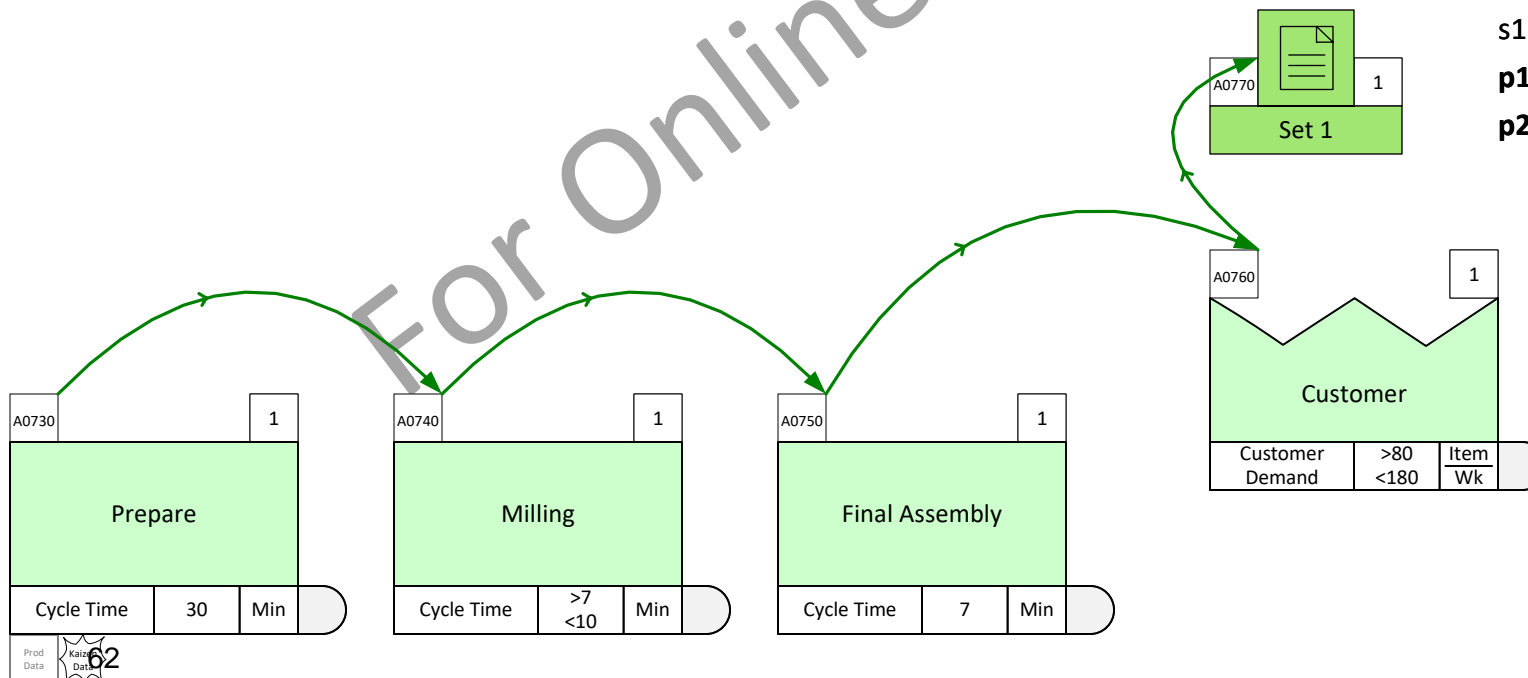 For Online
A0770
1
Set 1
s1
p1
p2
A0760
1
Customer
Customer
Demand
>80
<180
Item
Wk
A0730
1
Prepare
Cycle Time
30
Min
A0740
1
Milling
Cycle Time
>7
<10
Min
A0750
1
Final Assembly
Cycle Time
7
Min
Prod
Data
Kaizen
Data
62